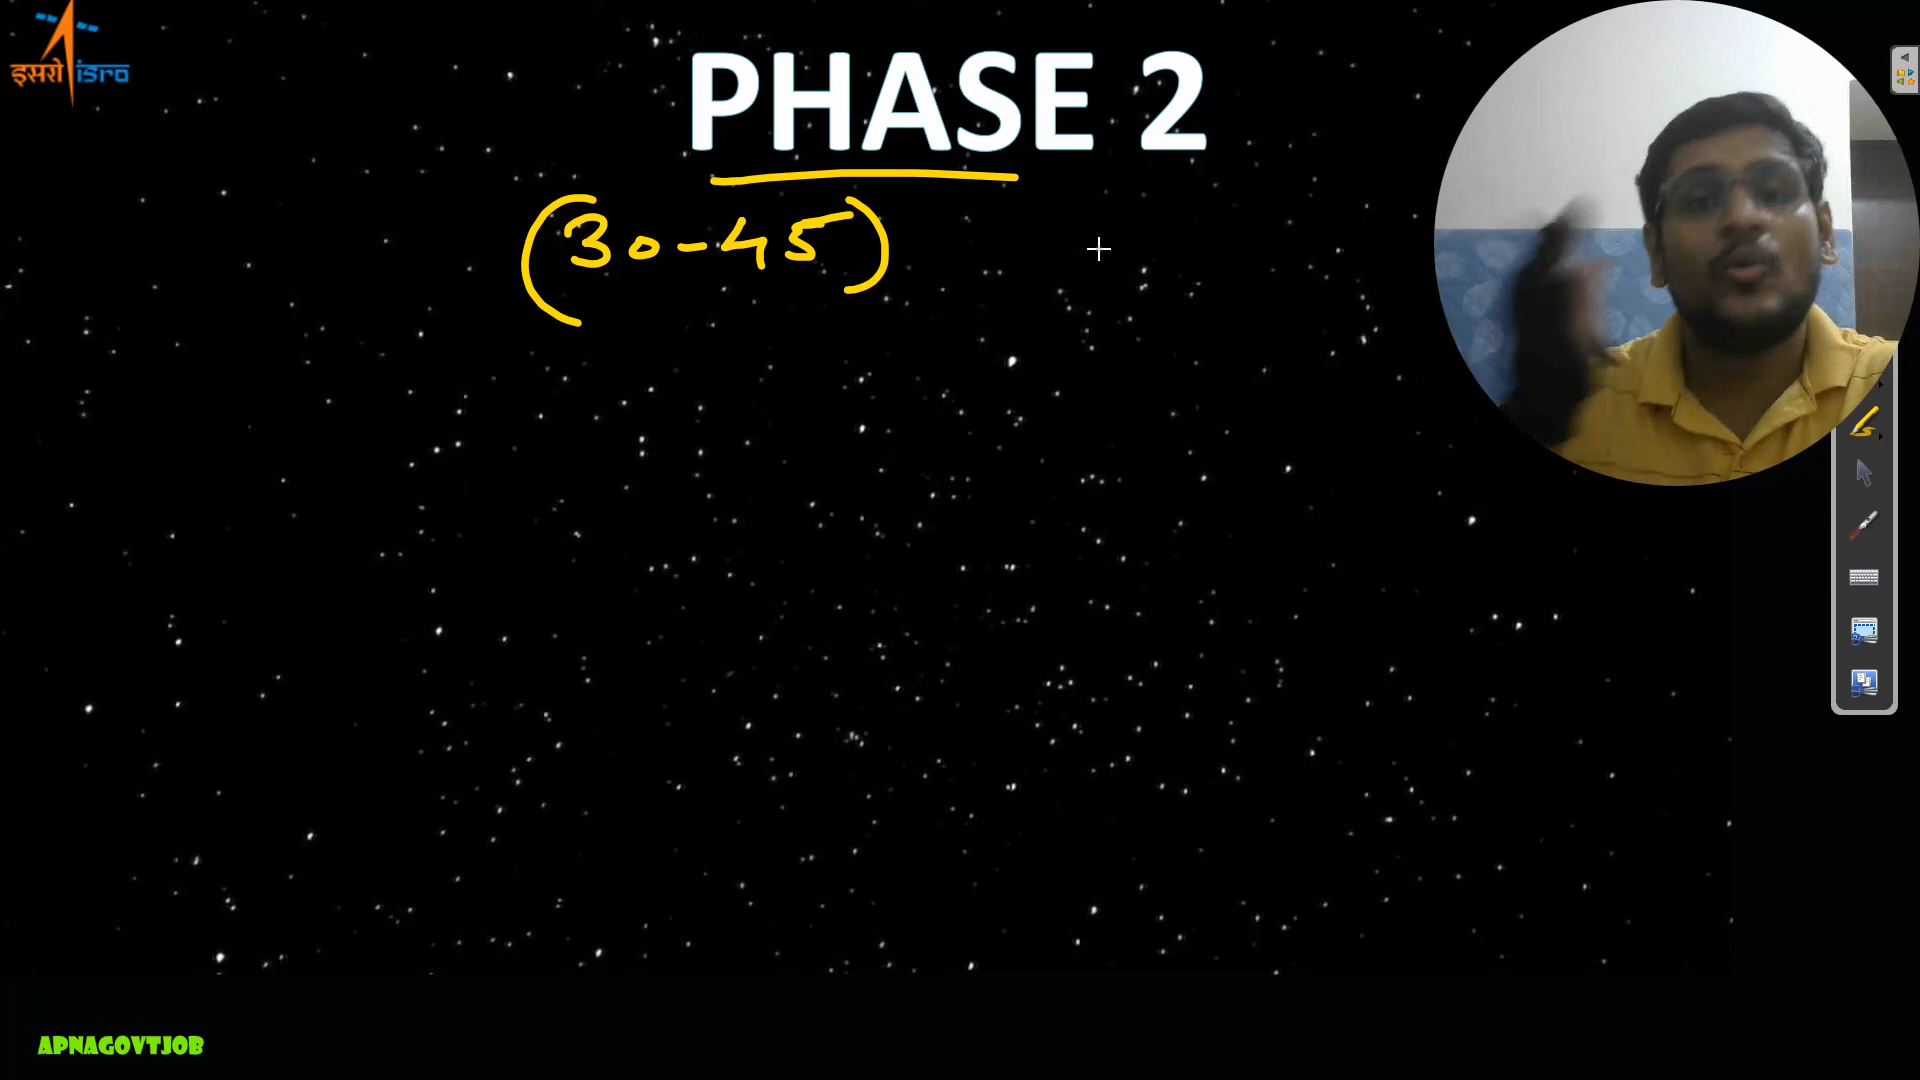 इसरो isro
PHASE 2
(30-45)
APNAGOVTJOB